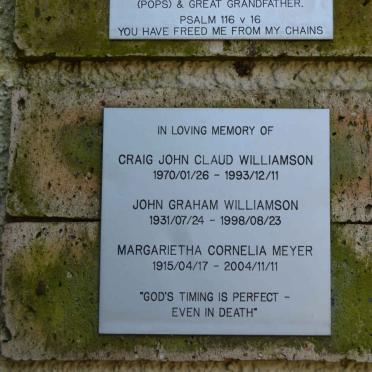 (POPS) & GREAT GRANDFATHER.
PSALM 116 v 16
YOU HAVE FREED ME FROM MY CHAINS
IN LOVING MEMORY OF
CRAIG JOHN CLAUD WILLIAMSON
1970/01/26 - 1993/12/11
JOHN GRAHAM WILLIAMSON
1931/07/24 - 1998/08/23
MARGARIETHA CORNELIA MEYER
1915/04/17 - 2004/11/11
"GOD'S TIMING IS PERFECT -
EVEN IN DEATH"